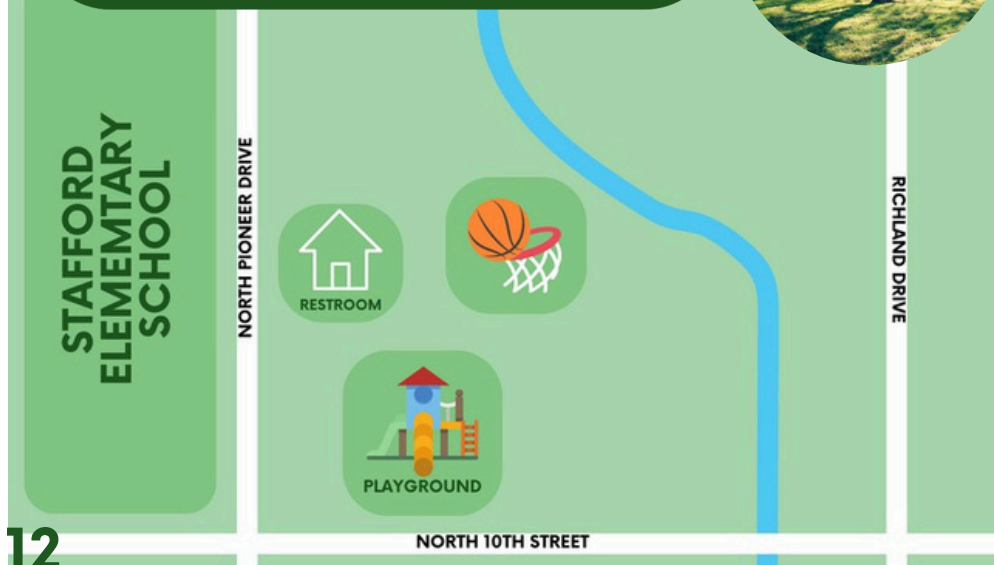 STAFFORD
ELEMEMTARY
SCHOOL
NORTH PIONEER DRIVE
RESTROOM
RICHLAND DRIVE
PLAYGROUND
NORTH 10TH STREET
12